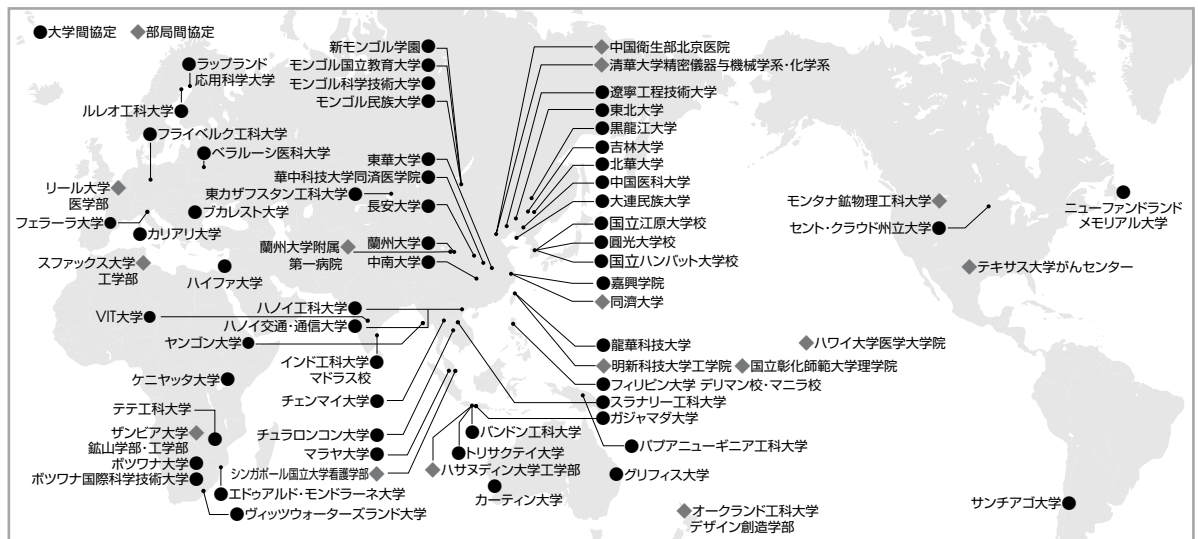 ●大学間協定 ◆部局間協定
ラップランド
応用科学大学
ルレオ工科大学
フライベルク工科大学
ベラルーシ医科大学
リール大学
医学部
フェラーラ大学
ブカレスト大学
カリアリ大学
スファックス大学
工学部
ハイファ大学
新モンゴル学園
モンゴル国立教育大学
モンゴル科学技術大学
モンゴル民族大学
東華大学
華中科技大学同済医学院
東カザフスタン工科大学
長安大学
蘭州大学附属
第一病院
蘭州大学
中南大学
ハノイ工科大学
VIT大学
ハノイ交通・通信大学
ヤンゴン大学
インド工科大学
マドラス校
ケニヤッタ大学
チェンマイ大学
テテ工科大学
ザンビア大学
鉱山学部・工学部
チュラロンコン大学
マラヤ大学
ボツワナ大学
シンガポール国立大学看護学部
ボツワナ国際科学技術大学
エドゥアルド・モンドラーネ大学
ヴィッツウォーターズランド大学
中国衛生部北京医院
清華大学精密儀器与機械学系・化学系
遼寧工程技術大学
東北大学
黒龍江大学
吉林大学
北華大学
中国医科大学
大連民族大学
国立江原大学校
圓光大学校
国立ハンバット大学校
嘉興学院
同濟大学
龍華科技大学
明新科技大学工学院
国立彰化師範大学理学院
フィリピン大学 デリマン校・マニラ校
スラナリー工科大学
ガジャマダ大学
バンドン工科大学
トリサクティ大学
ハサヌディン大学工学部
カーティン大学
パプアニューギニア工科大学
グリフィス大学
オークランド工科大学
デザイン創造学部
モンタナ鉱物理工科大学
セント・クラウド州立大学
ニューファンドランド
メモリアル大学
テキサス大学がんセンター
ハワイ大学医学大学院
サンチアゴ大学